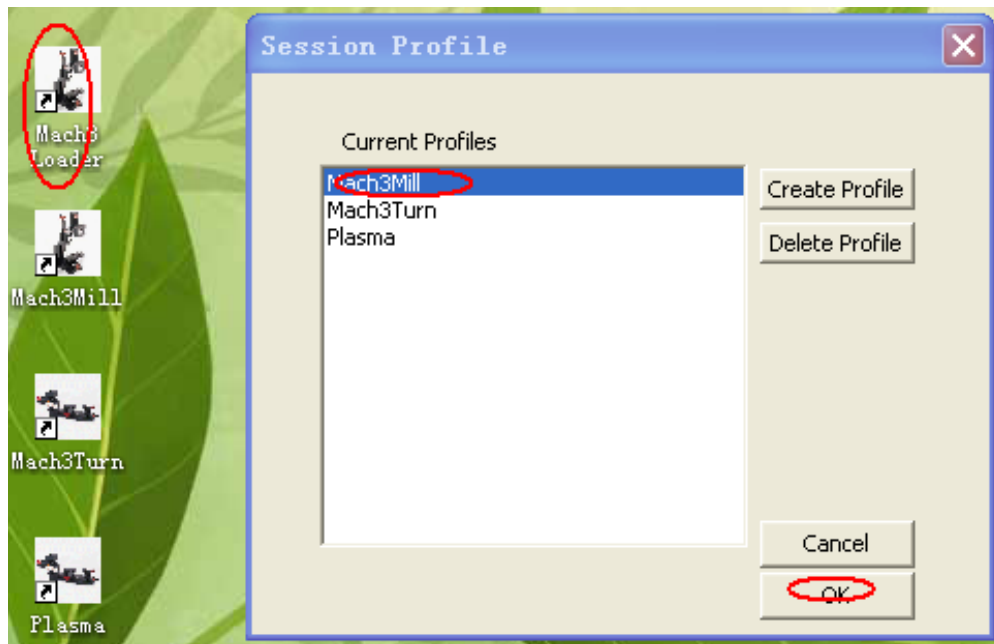 Mach3
Loader
Mach3Mill
Mach3Turn
Plasma
Session Profile
Current Profiles
Mach3Mill
Mach3Turn
Plasma
Create Profile
Delete Profile
Cancel
OK